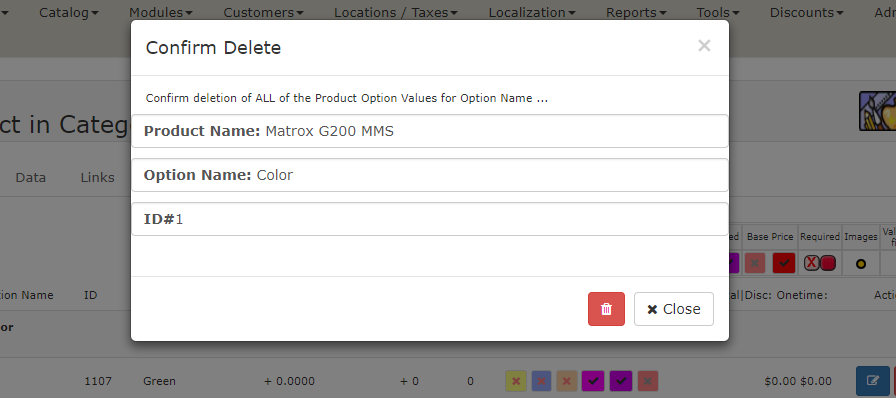 Catalog Modules Customers Locations / Taxes Localization Reports Tools Discounts
Confirm Delete ×
Confirm deletion of ALL of the Product Option Values for Option Name ...
ct in Categ
Product Name: Matrox G200 MMS
Data Links
Option Name: Color
ID#1
ed Base Price Required Images
tion Name ID al|Disc: Onetime:
Close
or
1107 Green + 0.0000 + 0 0 $0.00 $0.00